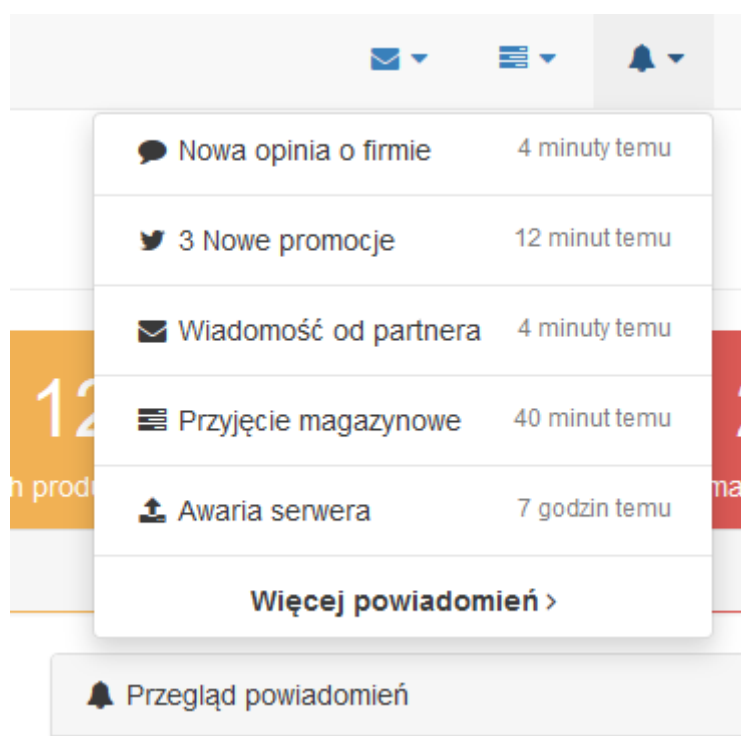 Nowa opinia o firmie 4 minuty temu
3 Nowe promocje 12 minut temu
Wiadomość od partnera 4 minuty temu
12
Przyjęcie magazynowe 40 minut temu
Awaria serwera 7 godzin temu
Więcej powiadomień >
Przegląd powiadomień